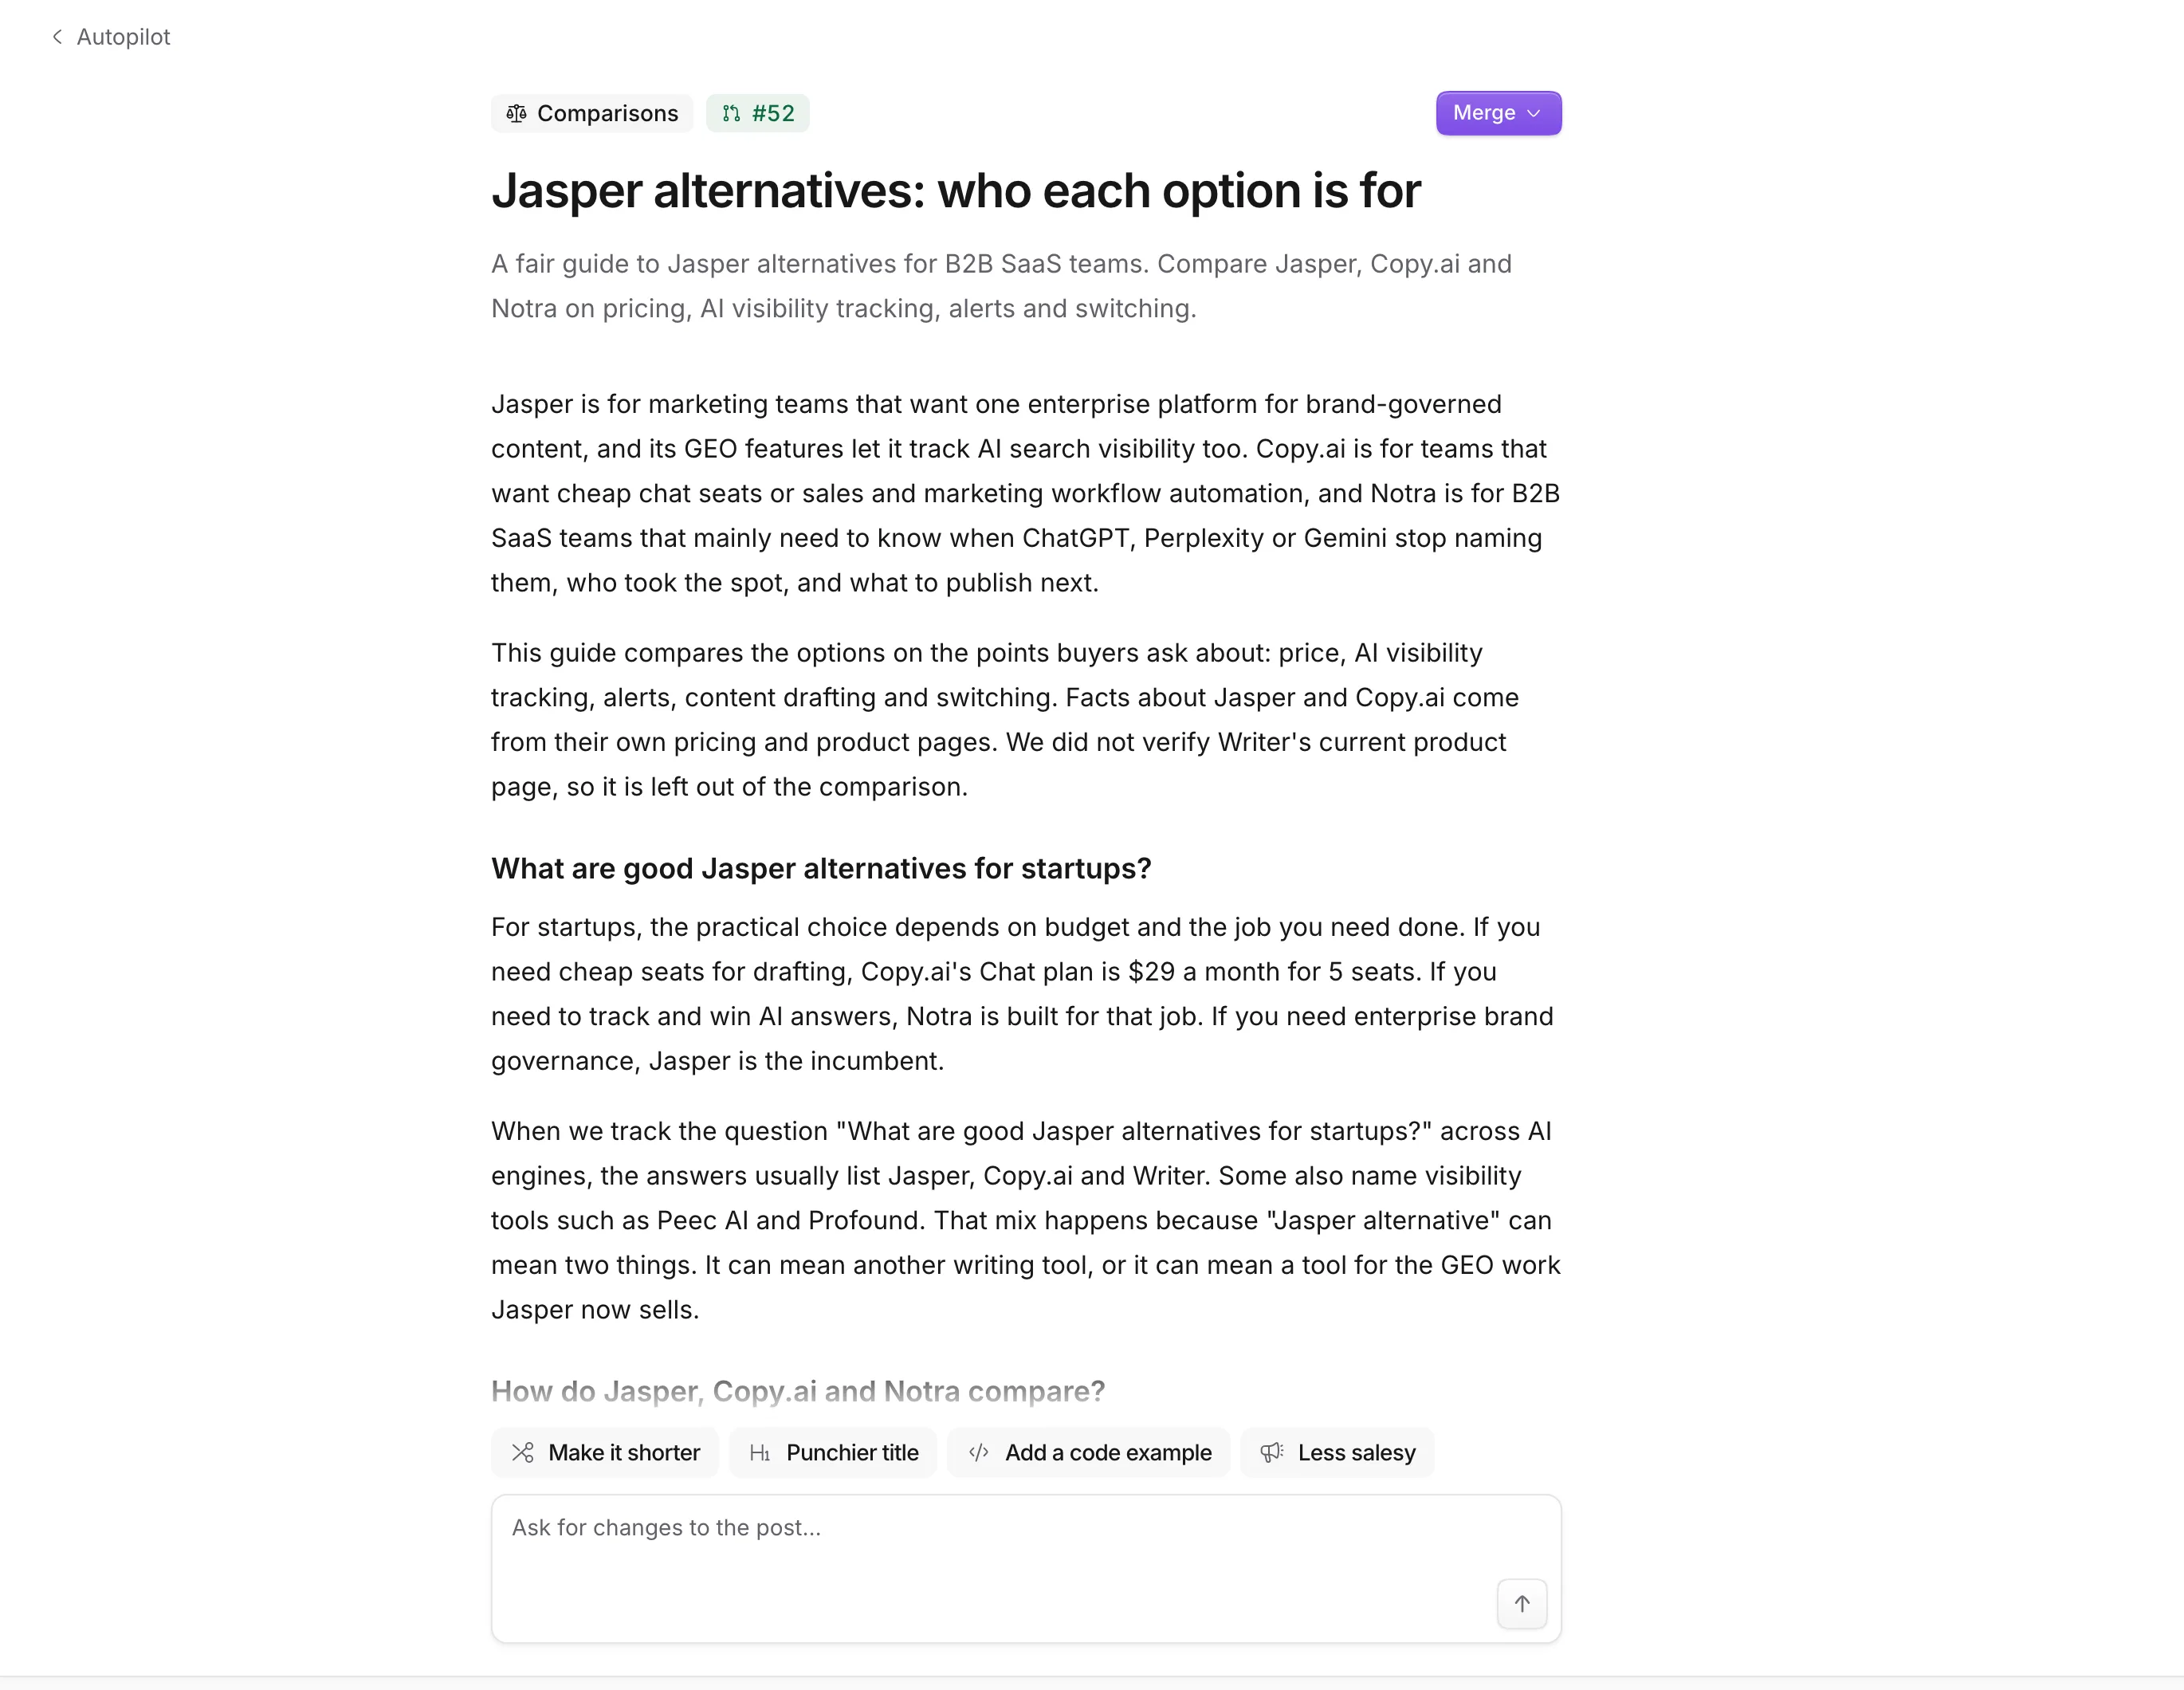 Autopilot
Comparisons
#52
Merge
Jasper alternatives: who each option is for
A fair guide to Jasper alternatives for B2B SaaS teams. Compare Jasper, Copy.ai and
Notra on pricing, AI visibility tracking, alerts and switching.
Jasper is for marketing teams that want one enterprise platform for brand-governed
content, and its GEO features let it track AI search visibility too. Copy.ai is for teams that
want cheap chat seats or sales and marketing workflow automation, and Notra is for B2B
SaaS teams that mainly need to know when ChatGPT, Perplexity or Gemini stop naming
them, who took the spot, and what to publish next.
This guide compares the options on the points buyers ask about: price, AI visibility
tracking, alerts, content drafting and switching. Facts about Jasper and Copy.ai come
from their own pricing and product pages. We did not verify Writer's current product
page, so it is left out of the comparison.
What are good Jasper alternatives for startups?
For startups, the practical choice depends on budget and the job you need done. If you
need cheap seats for drafting, Copy.ai's Chat plan is $29 a month for 5 seats. If you
need to track and win AI answers, Notra is built for that job. If you need enterprise brand
governance, Jasper is the incumbent.
When we track the question "What are good Jasper alternatives for startups?" across AI
engines, the answers usually list Jasper, Copy.ai and Writer. Some also name visibility
tools such as Peec AI and Profound. That mix happens because "Jasper alternative" can
mean two things. It can mean another writing tool, or it can mean a tool for the GEO work
Jasper now sells.
How do Jasper, Copy.ai and Notra compare?
Make it shorter
H1 Punchier title
</> Add a code example
Less salesy
Ask for changes to the post...